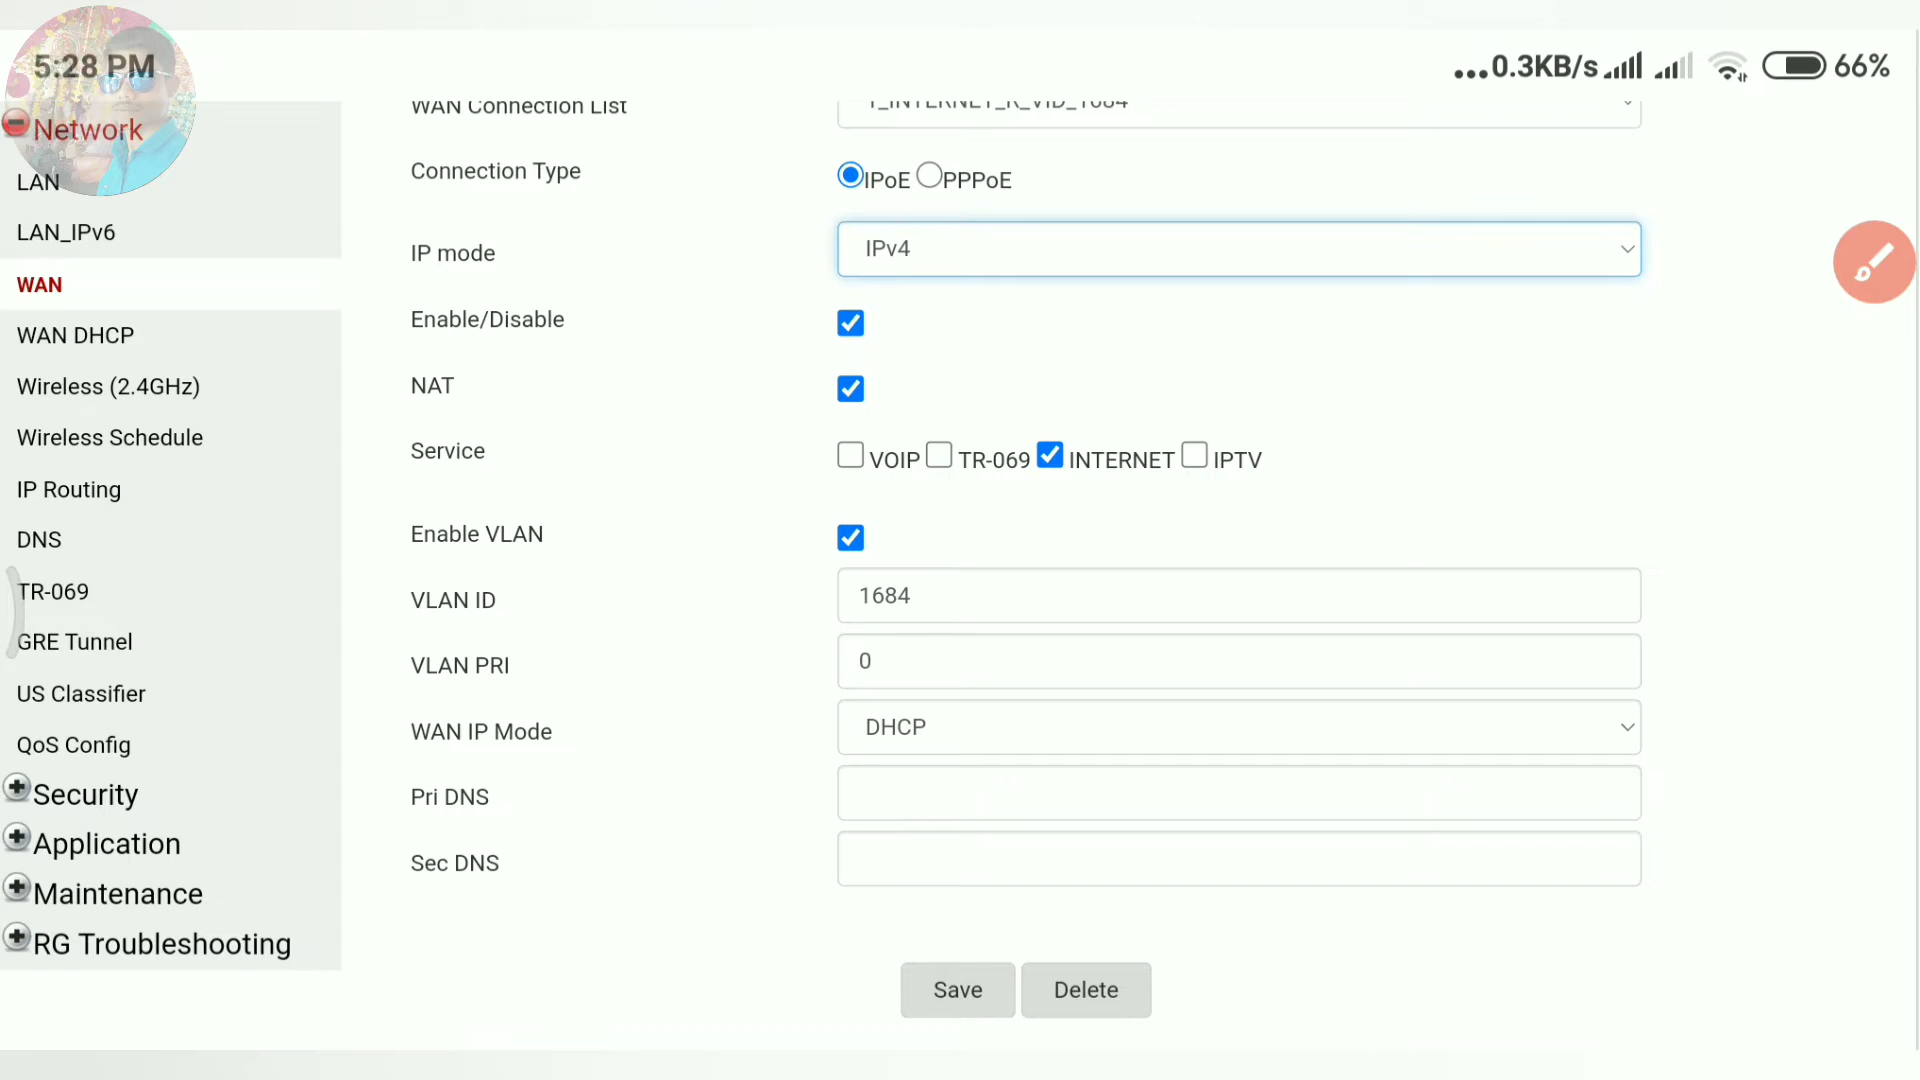 5:28 PM
...0.3KB/s 66%
Network
LAN
LAN_IPv6
WAN
WAN DHCP
Wireless (2.4GHz)
Wireless Schedule
IP Routing
DNS
TR-069
GRE Tunnel
US Classifier
QoS Config
Security
Application
Maintenance
RG Troubleshooting
WAN Connection List 1_INTERNET_R_VID_1684
Connection Type IPoE PPPoE
IP mode IPv4
Enable/Disable
NAT
Service VOIP TR-069 INTERNET IPTV
Enable VLAN
VLAN ID 1684
VLAN PRI 0
WAN IP Mode DHCP
Pri DNS
Sec DNS
Save Delete